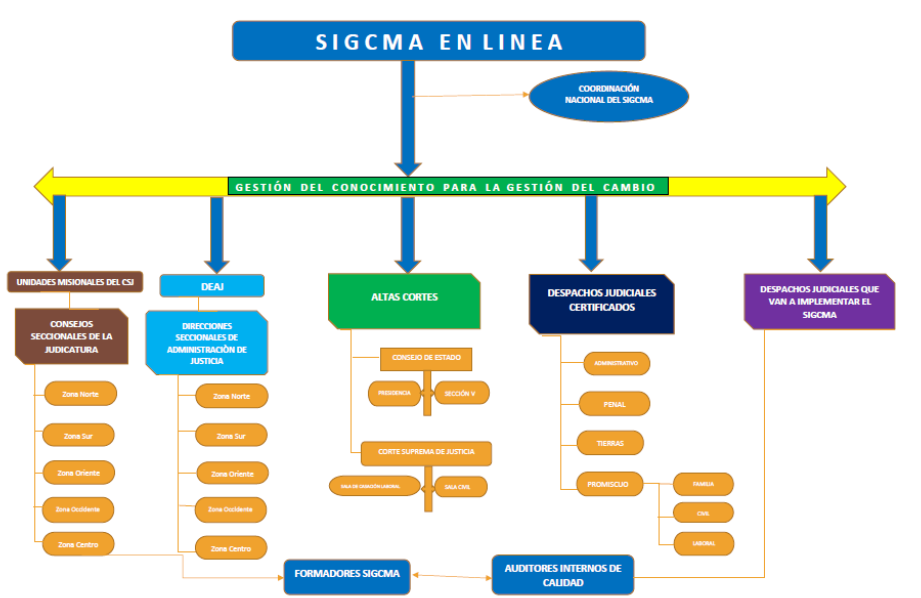 SIGCMA EN LINEA
COORDINACIÓN
NACIONAL DEL SIGCMA
GESTIÓN DEL CONOCIMIENTO PARA LA GESTIÓN DEL CAMBIO
UNIDADES MISIONALES DEL CSJ
CONSEJOS
SECCIONALES DE LA
JUDICATURA
Zona Norte
Zona Sur
Zona Oriente
Zona Occidente
Zona Centro
DEAJ
DIRECCIONES
SECCIONALES DE
ADMINISTRACIÒN DE
JUSTICIA
Zona Norte
Zona Sur
Zona Oriente
Zona Occidente
Zona Centro
ALTAS CORTES
CONSEJO DE ESTADO
PRESIDENCIA
SECCIÓN V
CORTE SUPREMA DE JUSTICIA
SALA DE CASACIÓN LABORAL
SALA CIVIL
DESPACHOS JUDICIALES
CERTIFICADOS
ADMINISTRATIVO
PENAL
TIERRAS
PROMISCUO
FAMILIA
CIVIL
LABORAL
DESPACHOS JUDICIALES QUE
VAN A IMPLEMENTAR EL
SIGCMA
FORMADORES SIGCMA
AUDITORES INTERNOS DE
CALIDAD